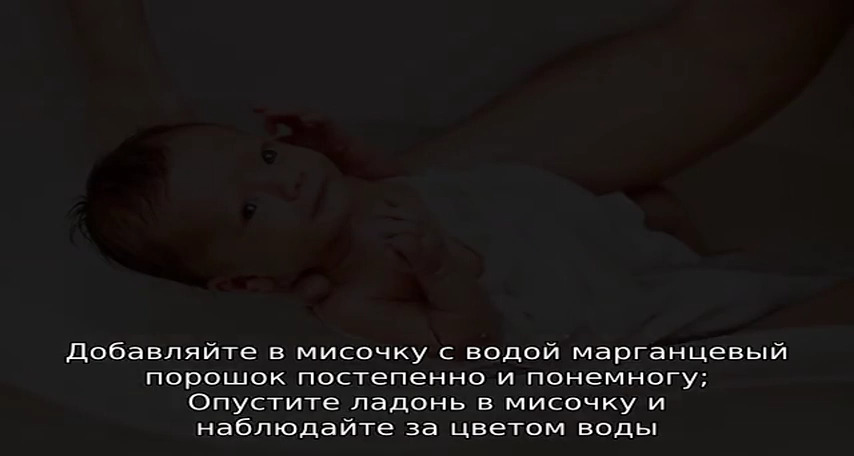 Добавляйте в мисочку с водой марганцевый
порошок постепенно и понемногу;
Опустите ладонь в мисочку и
наблюдайте за цветом воды